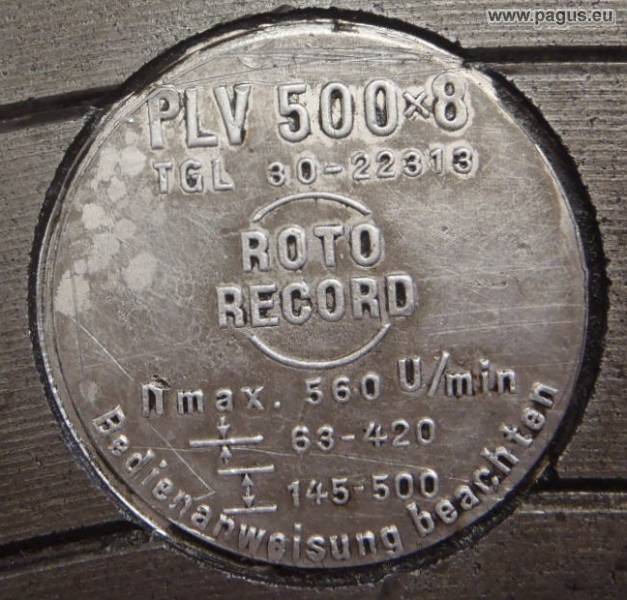 www.pagus.eu
PLV 500×8
TGL 30-22313
ROTO
RECORD
n max. 560 U/min
63-420
145-500
Bedienanweisung beachten